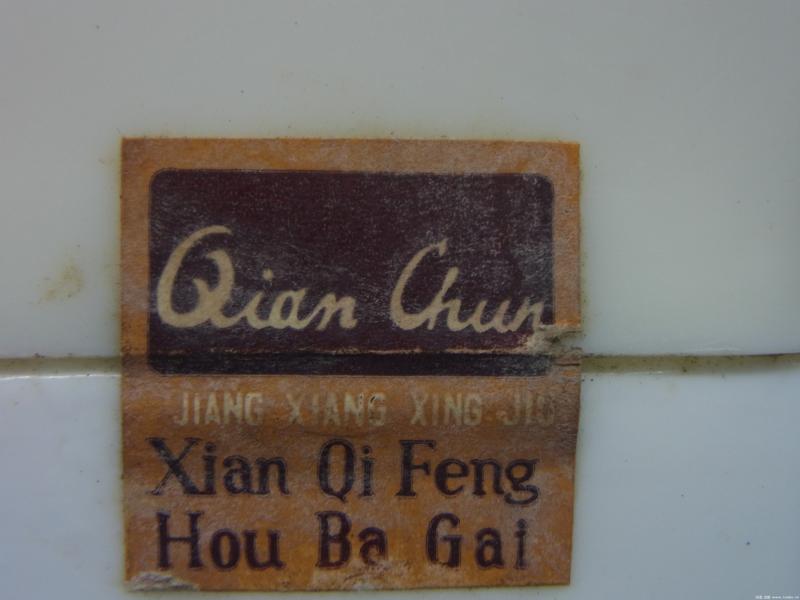 Qian Chun
JIANG XIANG XING JIU
Xian Qi Feng
Hou Ba Gai